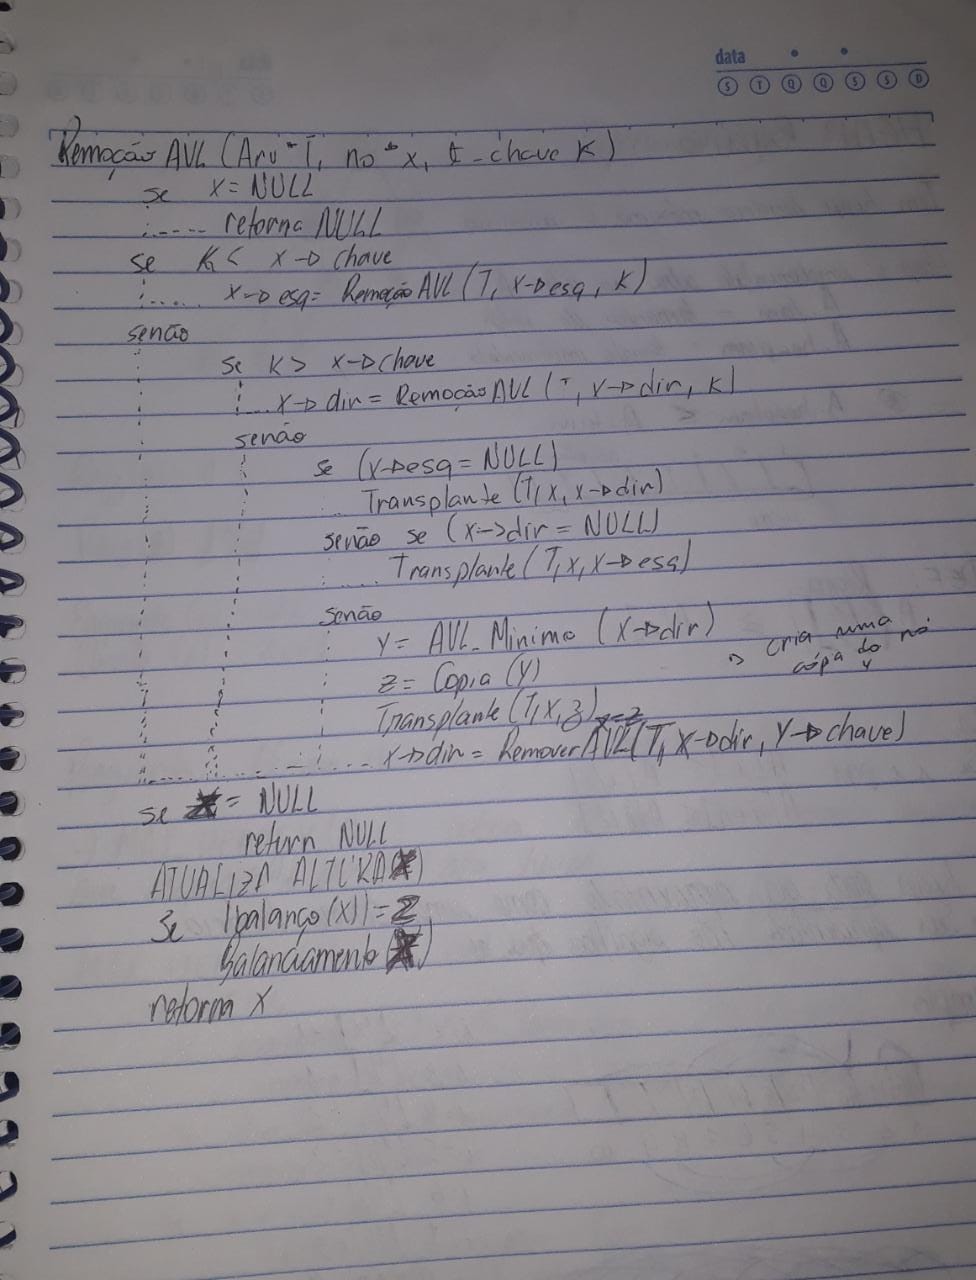 data
S T Q Q S S D
Remoção AVL (Arv *T, no *x, t_chave K)
se x = NULL
retorna NULL
se K < x→chave
x→esq = Remoção AVL (T, x→esq, K)
senão
se K > x→chave
x→dir = Remoção AVL (T, x→dir, K)
senão
se (x→esq = NULL)
Transplante (T, x, x→dir)
senão se (x→dir = NULL)
Transplante (T, x, x→esq)
senão
Y = AVL_Minimo (x→dir)
z = Copia (Y) → cria uma
cópia do nó
Y
Transplante (T, x, z) x=z
x→dir = Remover AVL (T, x→dir, Y→chave)
se x = NULL
return NULL
ATUALIZA ALTURA (x)
Se |balanço (x)| = 2
Balanciamento (x)
retorna x